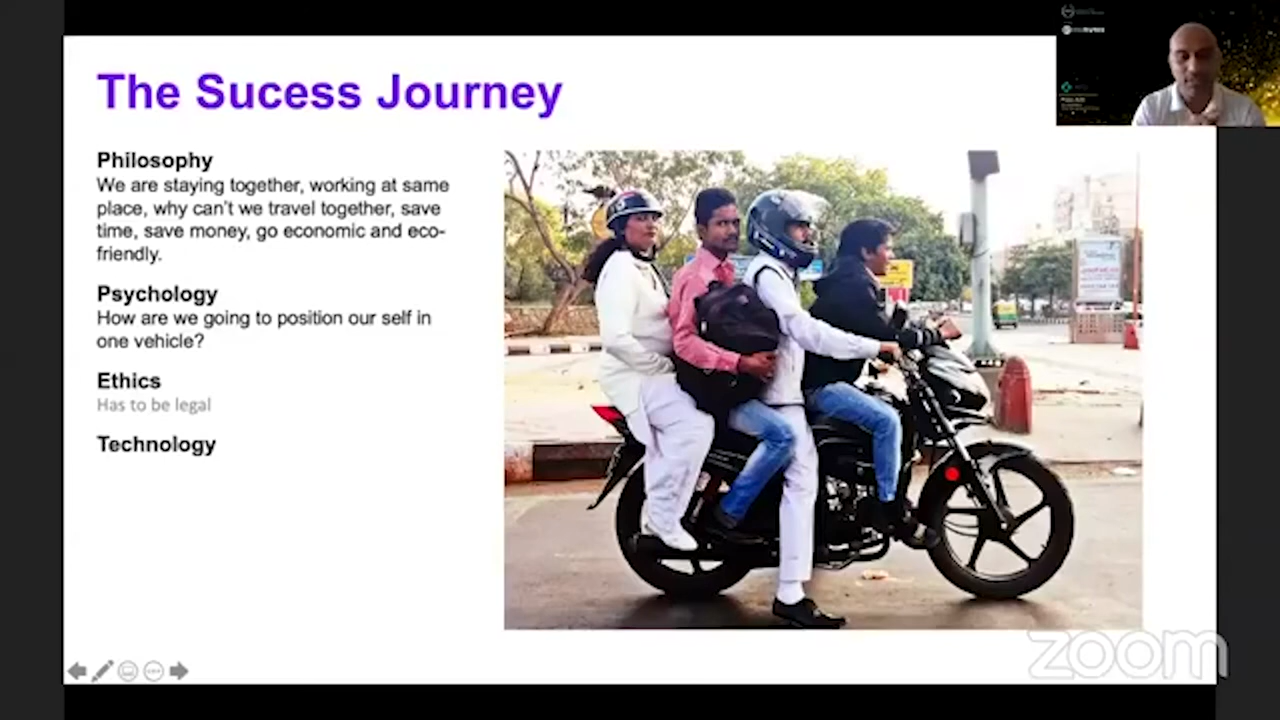 The Sucess Journey
Philosophy
We are staying together, working at same
place, why can't we travel together, save
time, save money, go economic and eco-
friendly.
Psychology
How are we going to position our self in
one vehicle?
Ethics
Has to be legal
Technology
zoom